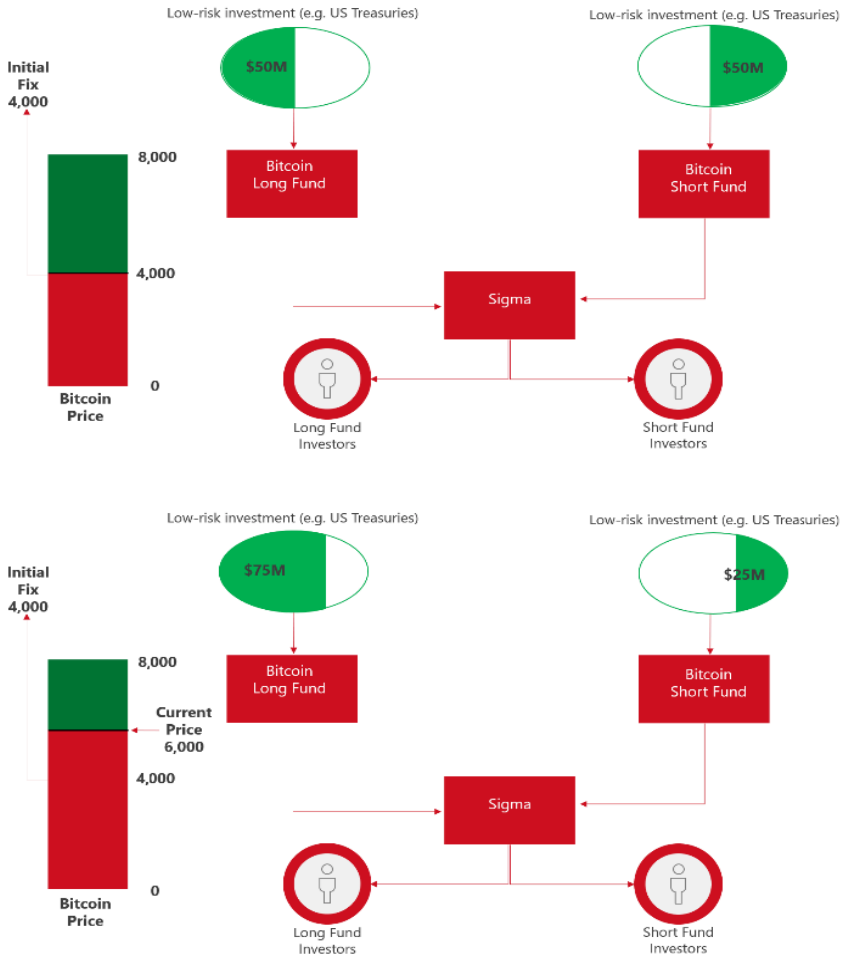 Low-risk investment (e.g. US Treasuries)
Low-risk investment (e.g. US Treasuries)
$50M
$50M
Initial
Fix
4,000
Bitcoin
Long Fund
Bitcoin
Short Fund
8,000
4,000
Sigma
0
Bitcoin
Price
Long Fund
Investors
Short Fund
Investors
Low-risk investment (e.g. US Treasuries)
Low-risk investment (e.g. US Treasuries)
$75M
$25M
Initial
Fix
4,000
Bitcoin
Long Fund
Bitcoin
Short Fund
8,000
Current
Price
6,000
4,000
Sigma
0
Bitcoin
Price
Long Fund
Investors
Short Fund
Investors